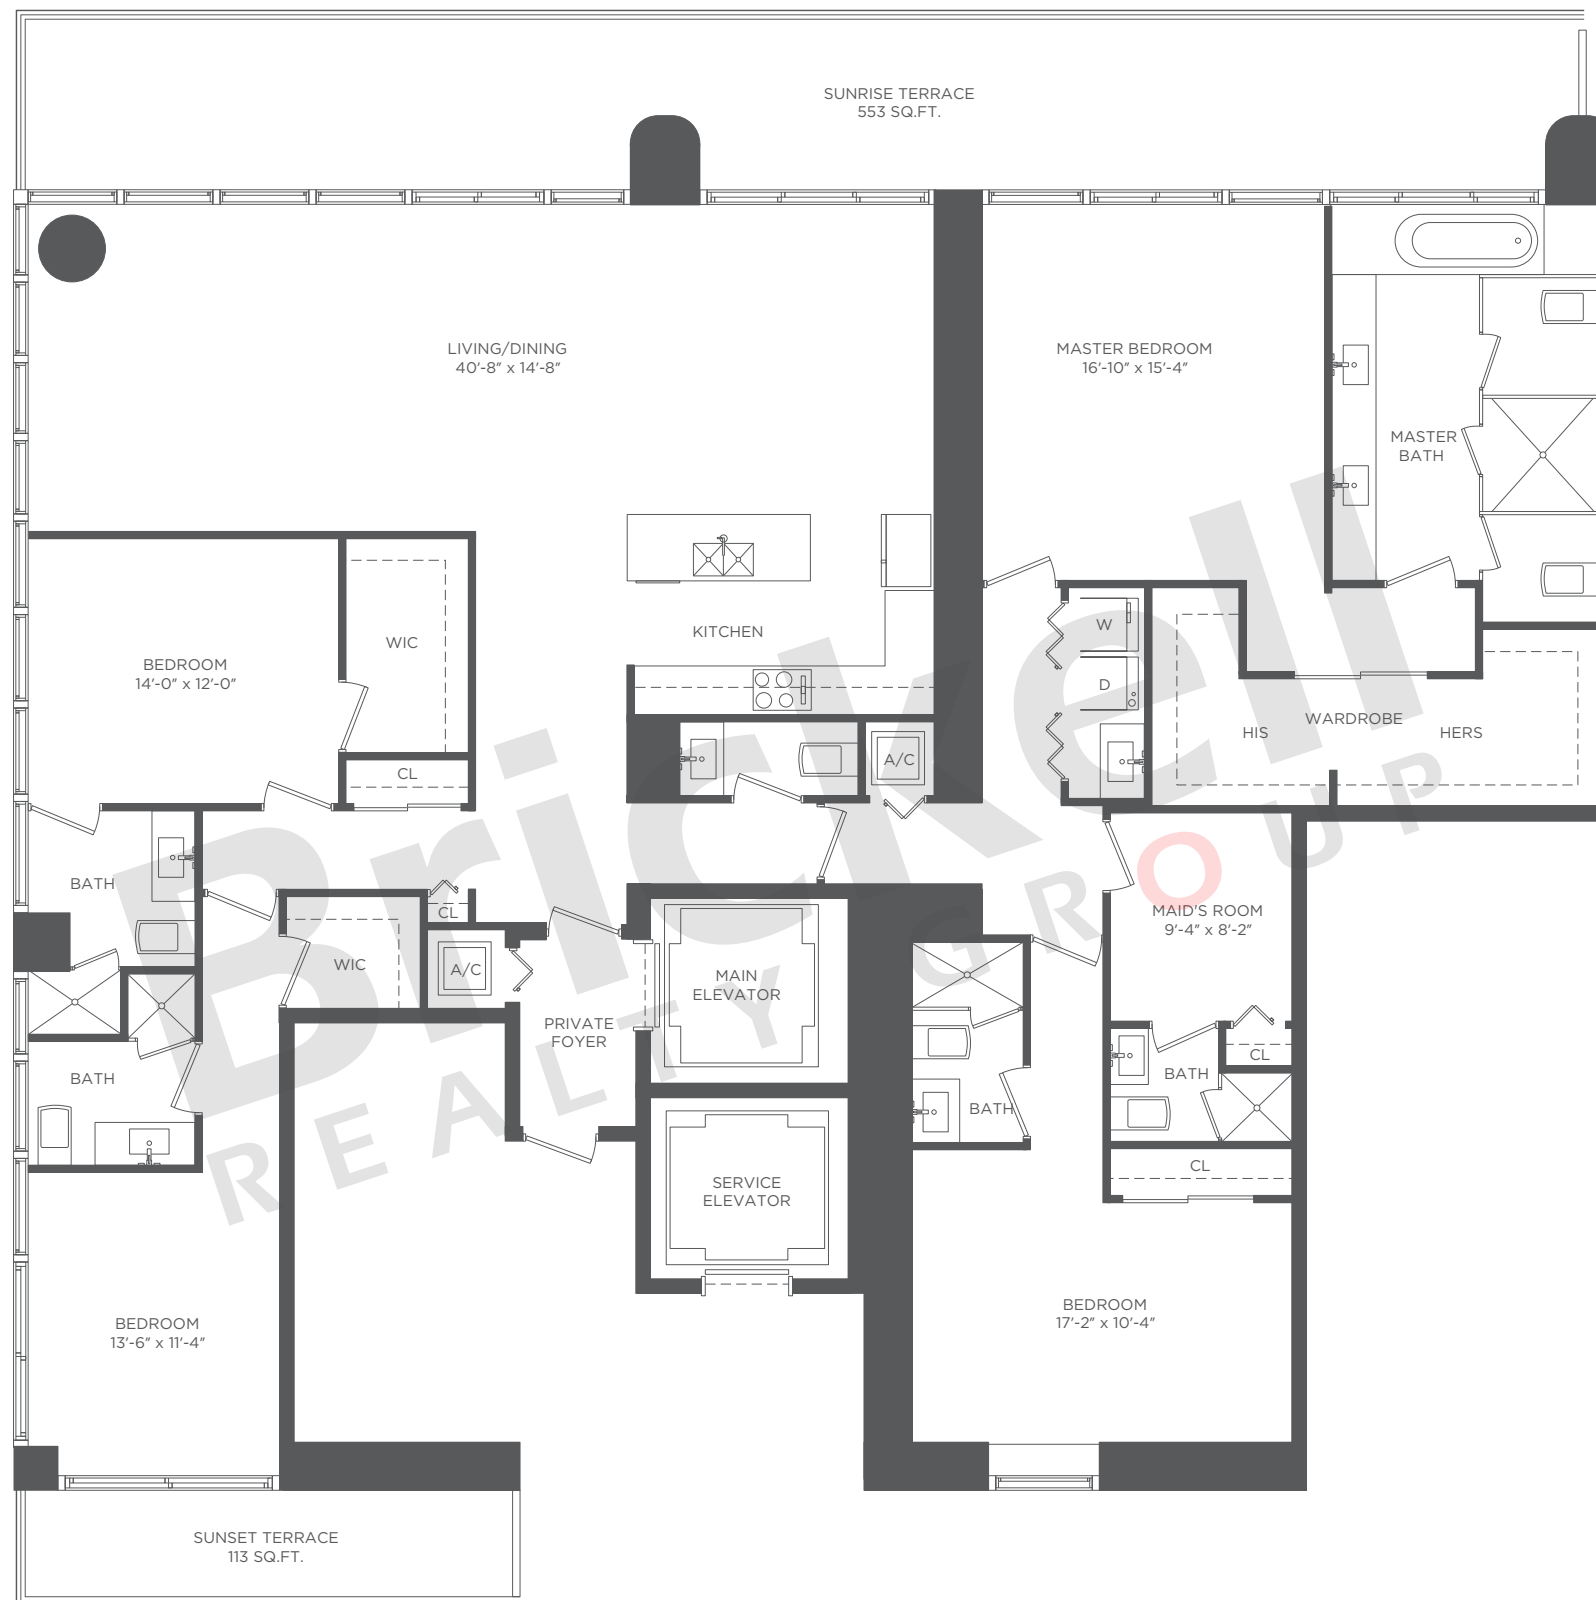 SUNRISE TERRACE
553 SQ.FT.
LIVING/DINING
40'-8" x 14'-8"
MASTER BEDROOM
16'-10" x 15'-4"
MASTER
BATH
KITCHEN
WIC
BEDROOM
14'-0" x 12'-0"
W
D
CL
A/C
HIS
WARDROBE
HERS
BATH
CL
WIC
A/C
MAIN
ELEVATOR
PRIVATE
FOYER
MAID'S ROOM
9'-4" x 8'-2"
CL
BATH
BATH
BATH
CL
SERVICE
ELEVATOR
BEDROOM
13'-6" x 11'-4"
BEDROOM
17'-2" x 10'-4"
SUNSET TERRACE
113 SQ.FT.
Brickell
REALTY GROUP